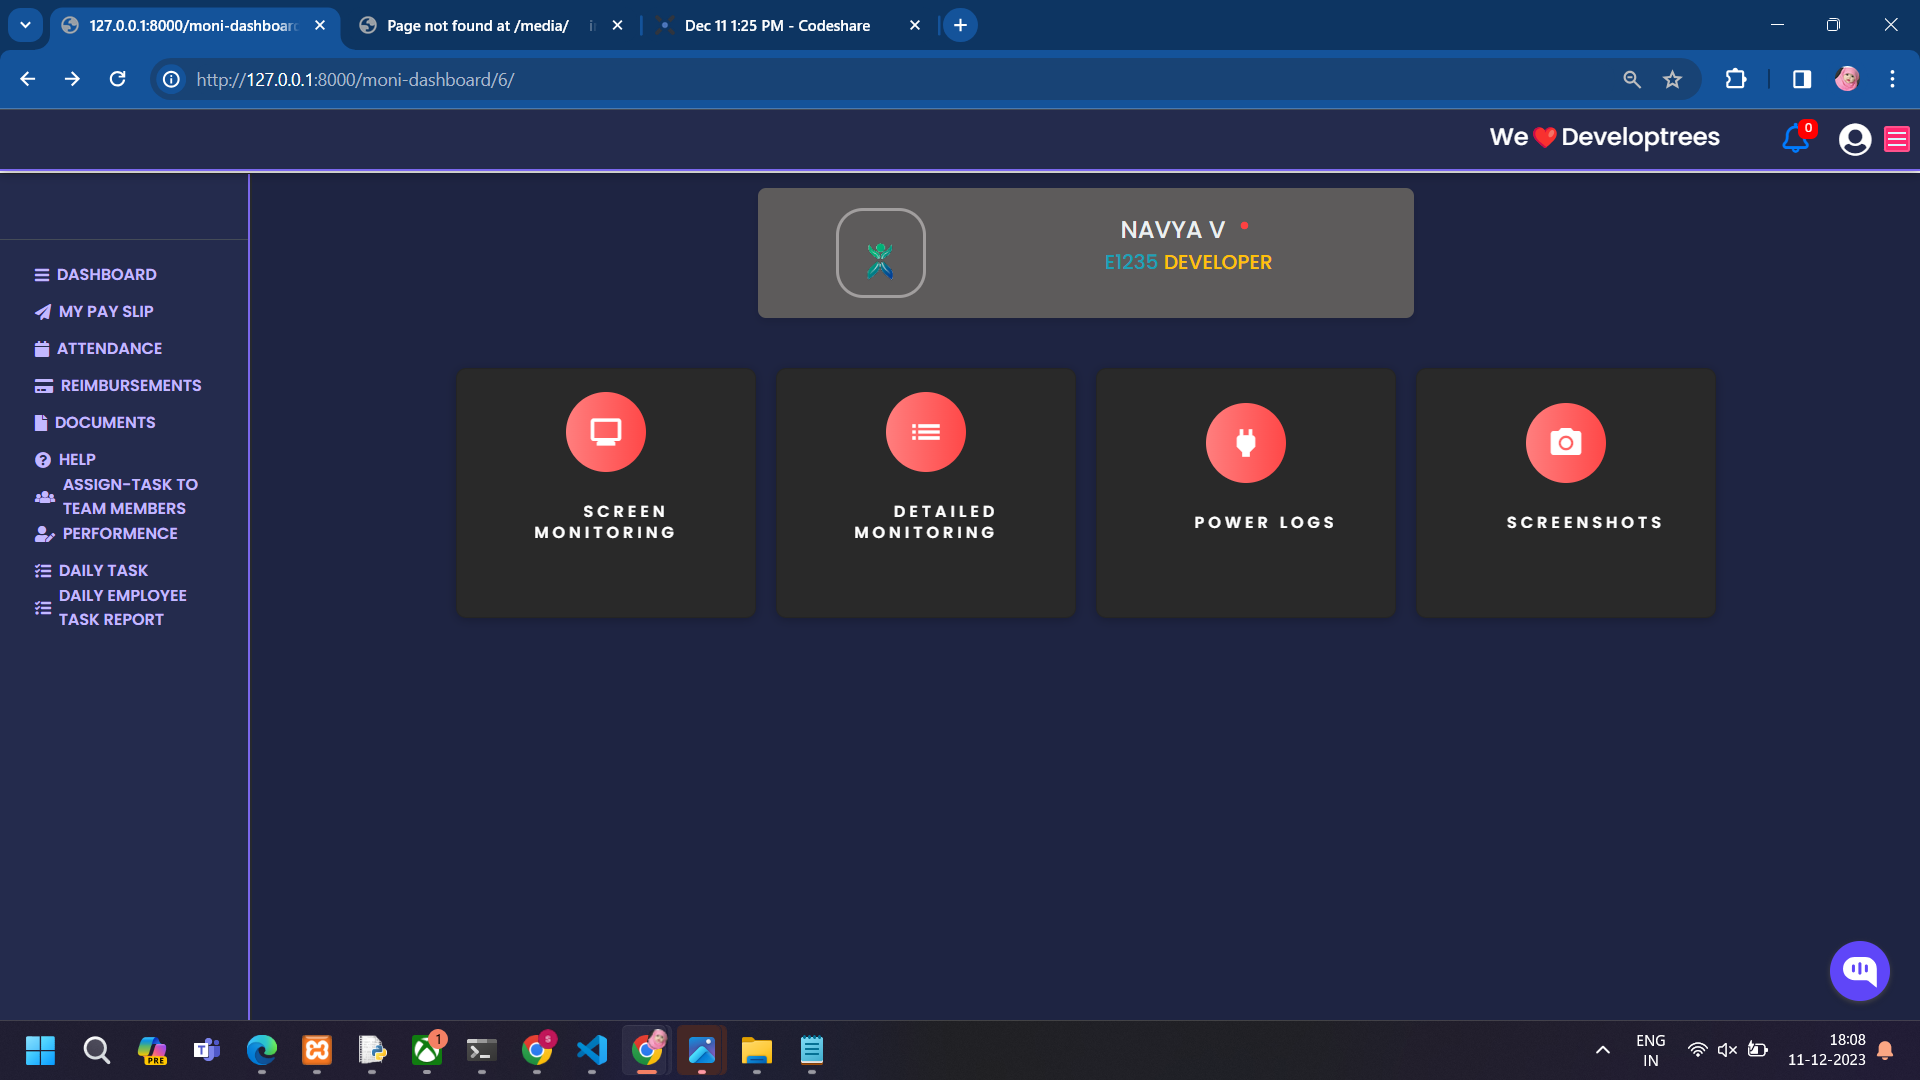 127.0.0.1:8000/moni-dashboard
Page not found at /media/
Dec 11 1:25 PM - Codeshare
http://127.0.0.1:8000/moni-dashboard/6/
We ❤️ Developtrees
0
NAVYA V
E1235 DEVELOPER
DASHBOARD
MY PAY SLIP
ATTENDANCE
REIMBURSEMENTS
DOCUMENTS
HELP
ASSIGN-TASK TO
TEAM MEMBERS
PERFORMENCE
DAILY TASK
DAILY EMPLOYEE
TASK REPORT
SCREEN
MONITORING
DETAILED
MONITORING
POWER LOGS
SCREENSHOTS
PRE
1
ENG
IN
18:08
11-12-2023